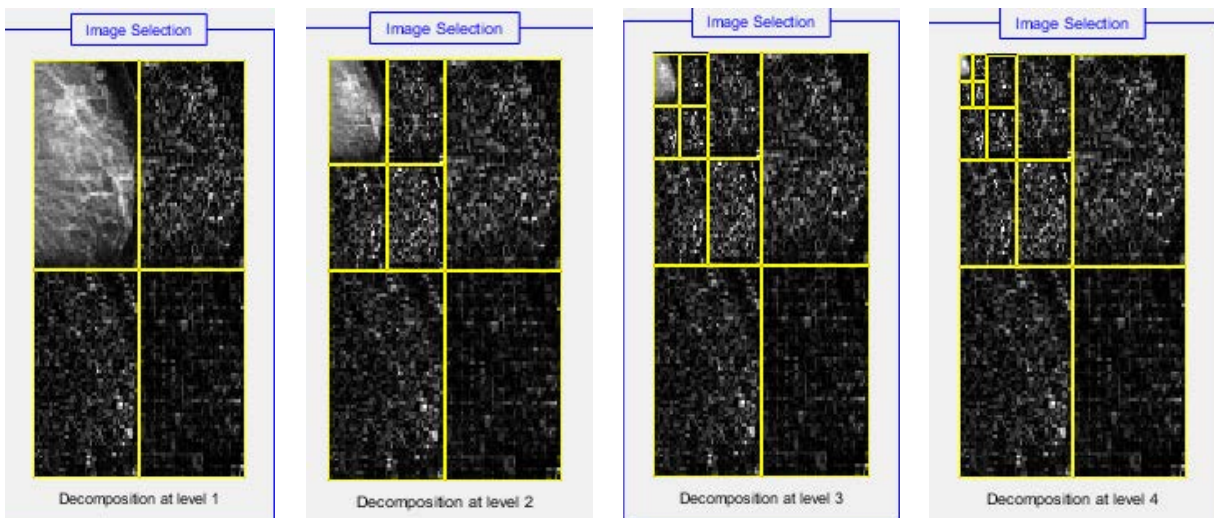 Image Selection
Decomposition at level 1
Image Selection
Decomposition at level 2
Image Selection
Decomposition at level 3
Image Selection
Decomposition at level 4